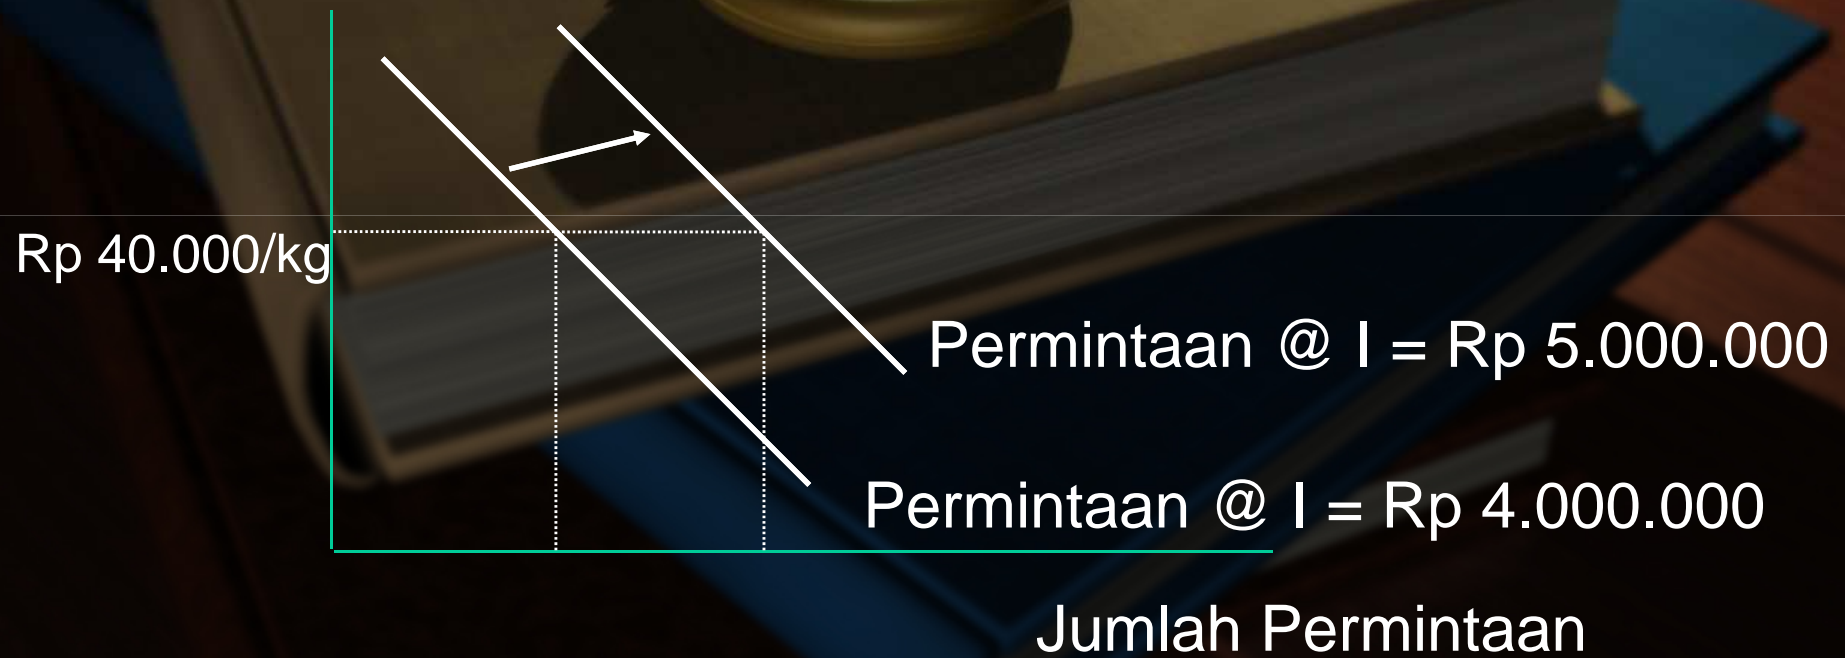 Rp 40.000/kg
Permintaan @ I = Rp 5.000.000
Permintaan @ I = Rp 4.000.000
Jumlah Permintaan